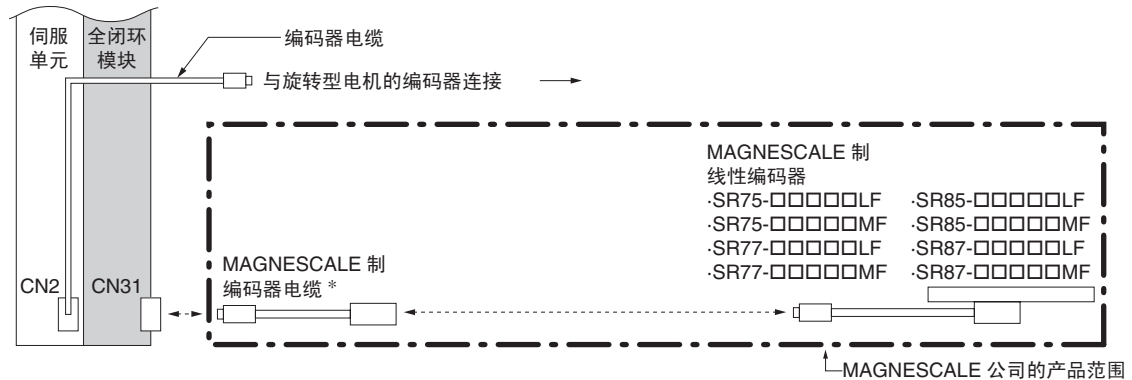 伺服
单元
全闭环
模块
编码器电缆
与旋转型电机的编码器连接
MAGNESCALE 制
线性编码器
·SR75-□□□□□LF ·SR85-□□□□□LF
·SR75-□□□□□MF ·SR85-□□□□□MF
·SR77-□□□□□LF ·SR87-□□□□□LF
·SR77-□□□□□MF ·SR87-□□□□□MF
CN2 CN31
MAGNESCALE 制
编码器电缆 *
MAGNESCALE 公司的产品范围